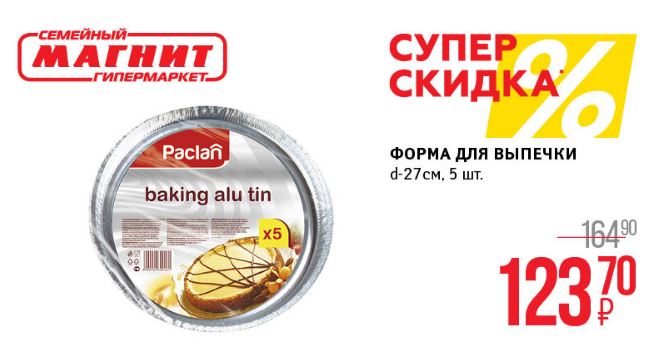 СЕМЕЙНЫЙ
МАГНИТ
ГИПЕРМАРКЕТ
СУПЕР
СКИДКА*
%
ФОРМА ДЛЯ ВЫПЕЧКИ
d-27см, 5 шт.
Paclan
baking alu tin
x5
164 90
123 70 ₽